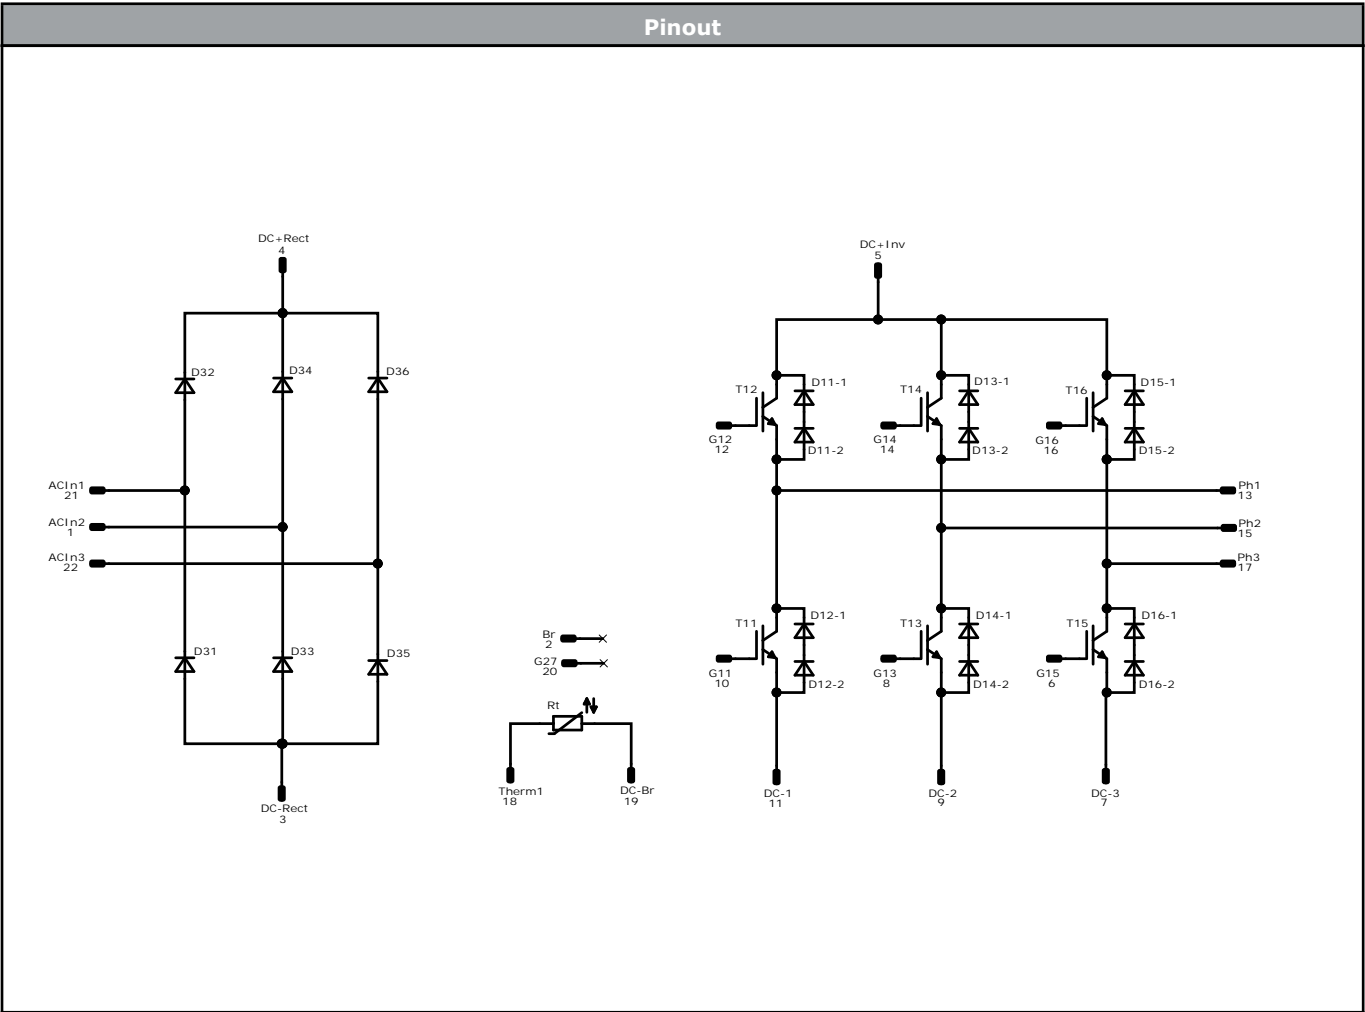 Pinout
DC+Rect
4
DC+Inv
5
D32
D34
D36
T12
D11-1
T14
D13-1
T16
D15-1
G12
12
D11-2
G14
14
D13-2
G16
16
D15-2
ACIn1
21
ACIn2
1
ACIn3
22
Ph1
13
Ph2
15
Ph3
17
D31
D33
D35
Br
2
G27
20
T11
D12-1
T13
D14-1
T15
D16-1
G11
10
D12-2
G13
8
D14-2
G15
6
D16-2
Rt
Therm1
18
DC-Br
19
DC-1
11
DC-2
9
DC-3
7
DC-Rect
3